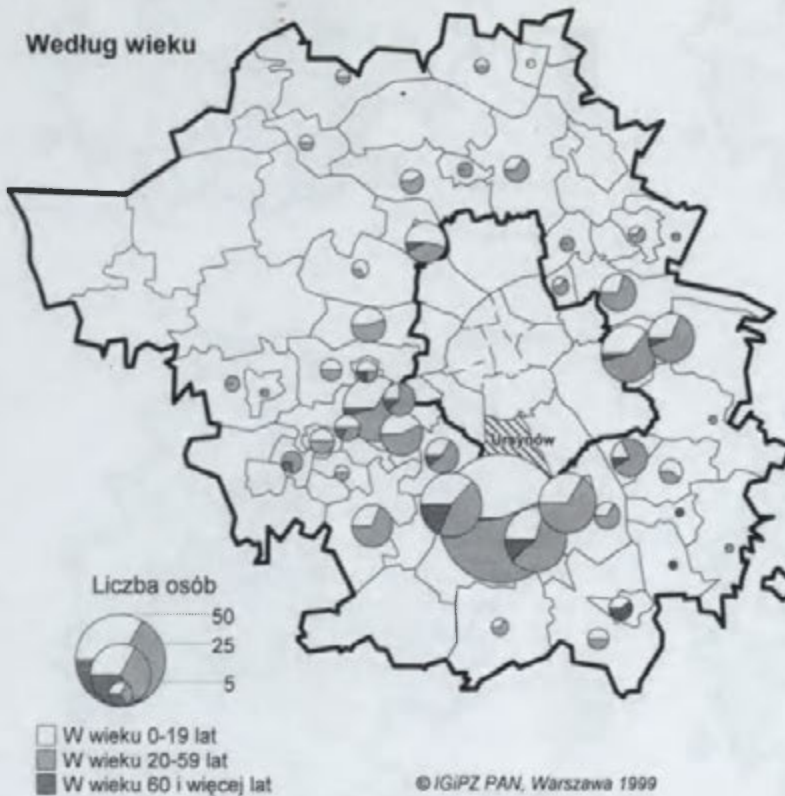 Według wieku
Ursynów
Liczba osób
50
25
5
W wieku 0-19 lat
W wieku 20-59 lat
W wieku 60 i więcej lat
© IGiPZ PAN, Warszawa 1999